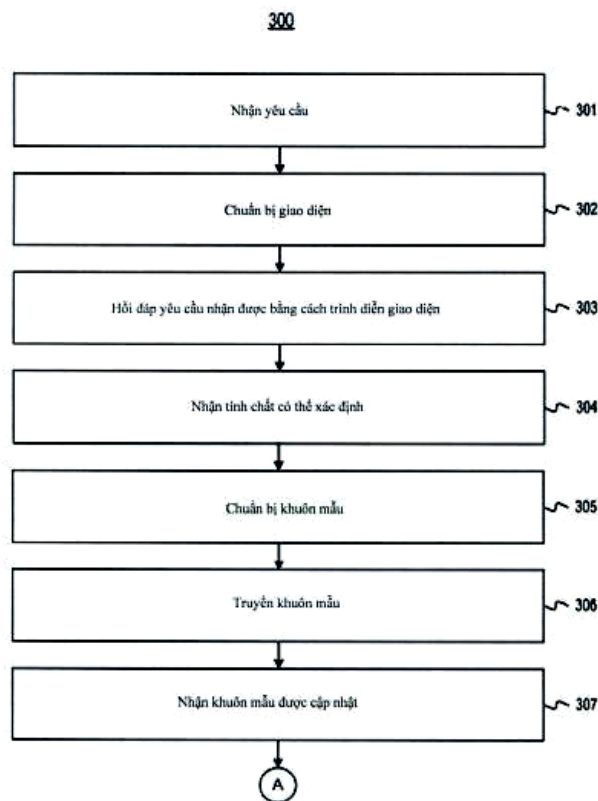 300
Nhận yêu cầu
301
Chuẩn bị giao diện
302
Hồi đáp yêu cầu nhận được bằng cách trình diễn giao diện
303
Nhận tính chất có thể xác định
304
Chuẩn bị khuôn mẫu
305
Truyền khuôn mẫu
306
Nhận khuôn mẫu được cập nhật
307
A